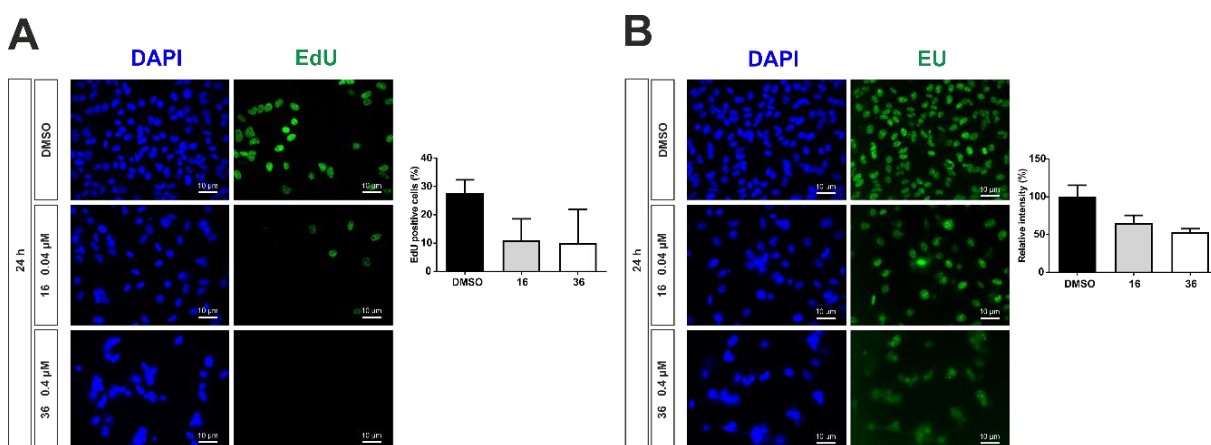 A
DAPI EdU
24 h
DMSO
10 µm 10 µm
16 0.04 µM
10 µm 10 µm
36 0.4 µM
10 µm 10 µm
EdU positive cells (%)
40
30
20
10
0
DMSO 16 36
B
DAPI EU
24 h
DMSO
10 µm 10 µm
16 0.04 µM
10 µm 10 µm
36 0.4 µM
10 µm 10 µm
Relative intensity (%)
150
100
50
0
DMSO 16 36